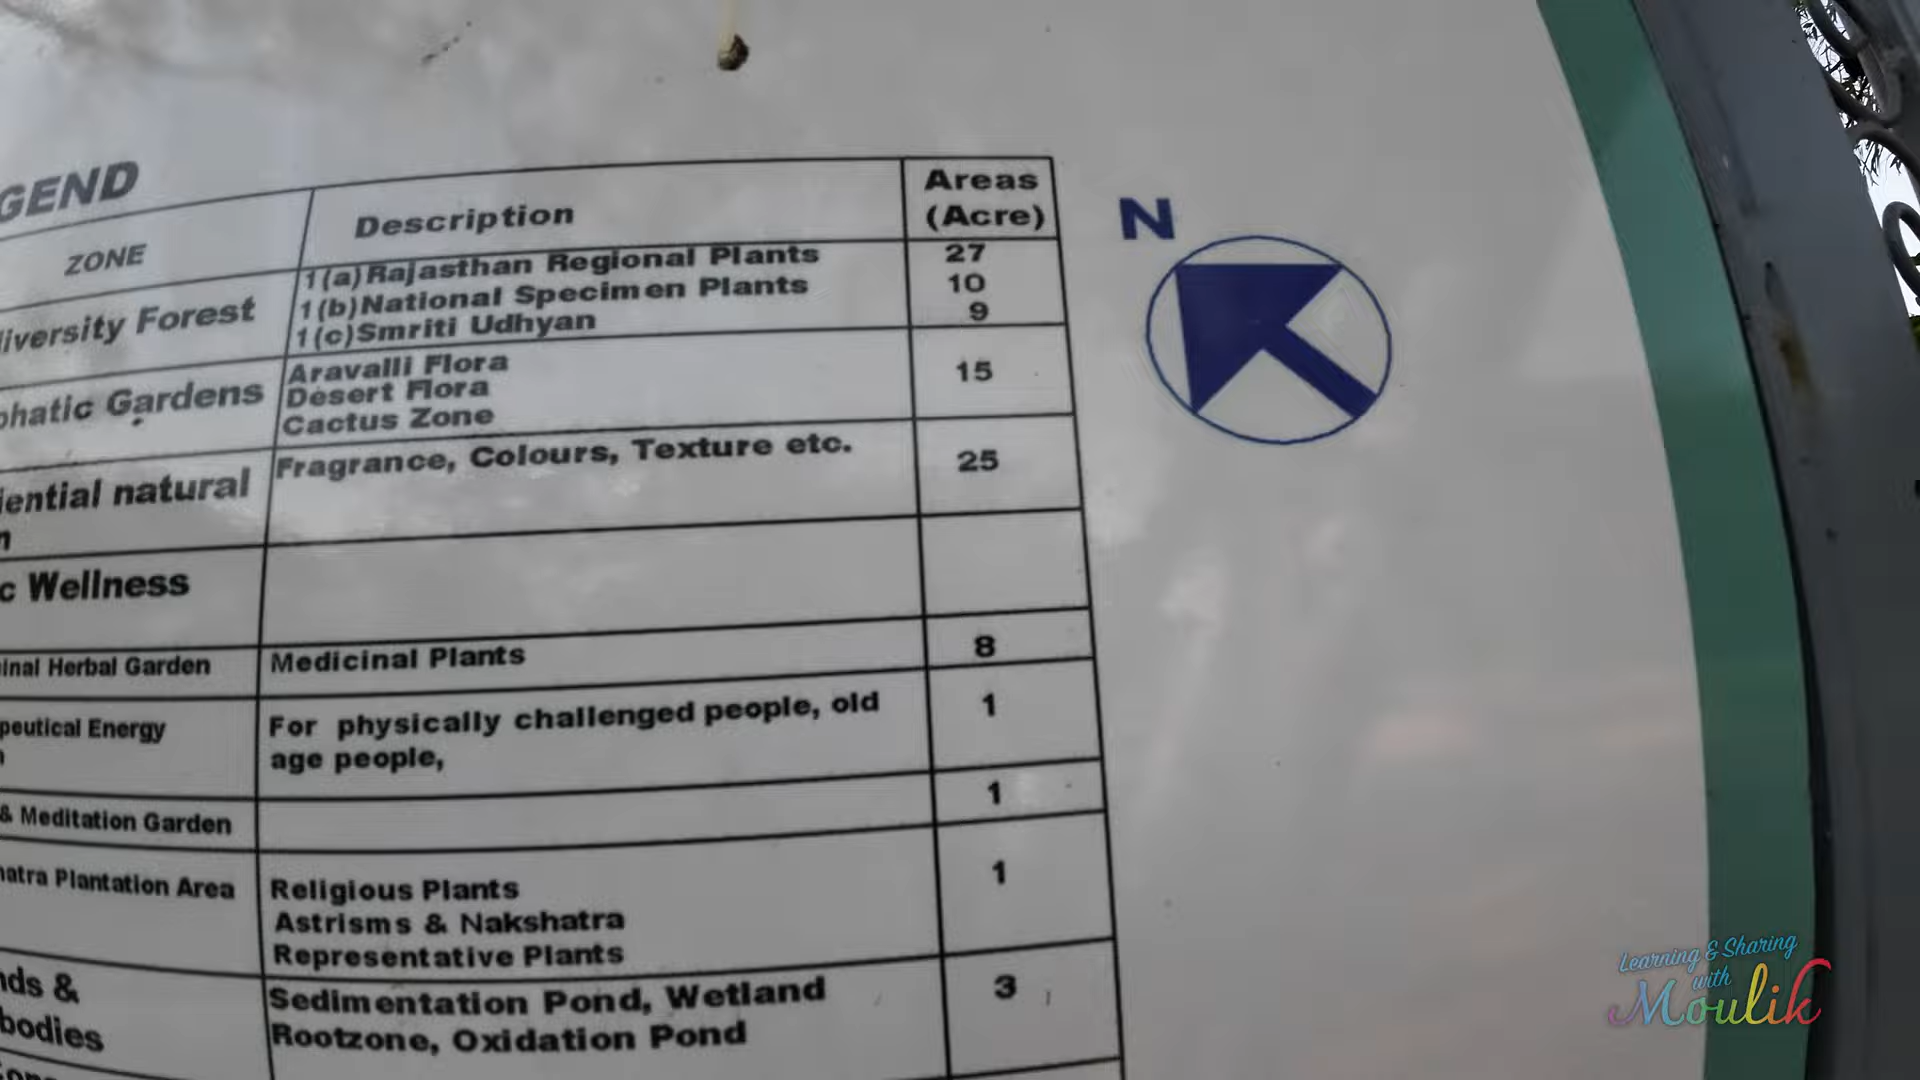 GEND
ZONE
Description
Areas
(Acre)
N
iversity Forest
1(a)Rajasthan Regional Plants
27
1(b)National Specimen Plants
10
1(c)Smriti Udhyan
9
phatic Gardens
Aravalli Flora
Desert Flora
Cactus Zone
15
iential natural
Fragrance, Colours, Texture etc.
25
c Wellness
inal Herbal Garden
Medicinal Plants
8
peutical Energy
For physically challenged people, old
age people,
1
& Meditation Garden
1
atra Plantation Area
Religious Plants
Astrisms & Nakshatra
Representative Plants
1
nds &
bodies
Sedimentation Pond, Wetland
Rootzone, Oxidation Pond
3
Learning & Sharing
with
Moulik